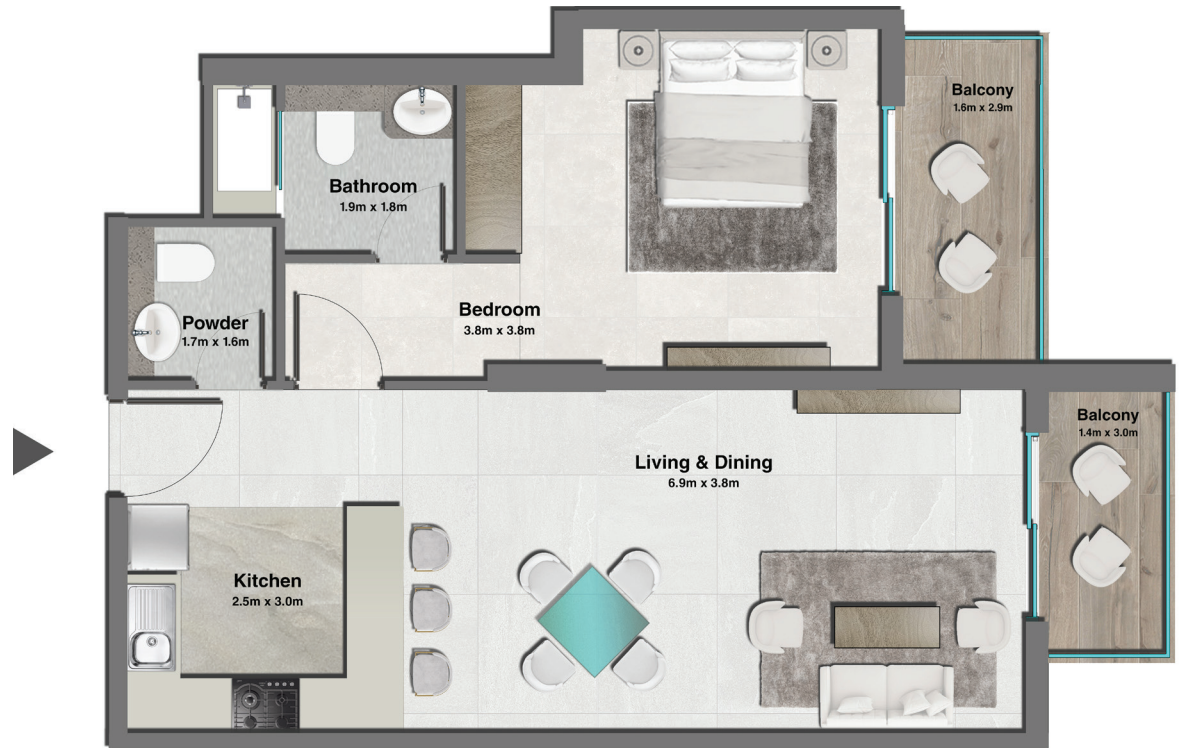 Balcony
1.6m x 2.9m
Bathroom
1.9m x 1.8m
Bedroom
3.8m x 3.8m
Powder
1.7m x 1.6m
Balcony
1.4m x 3.0m
Living & Dining
6.9m x 3.8m
Kitchen
2.5m x 3.0m